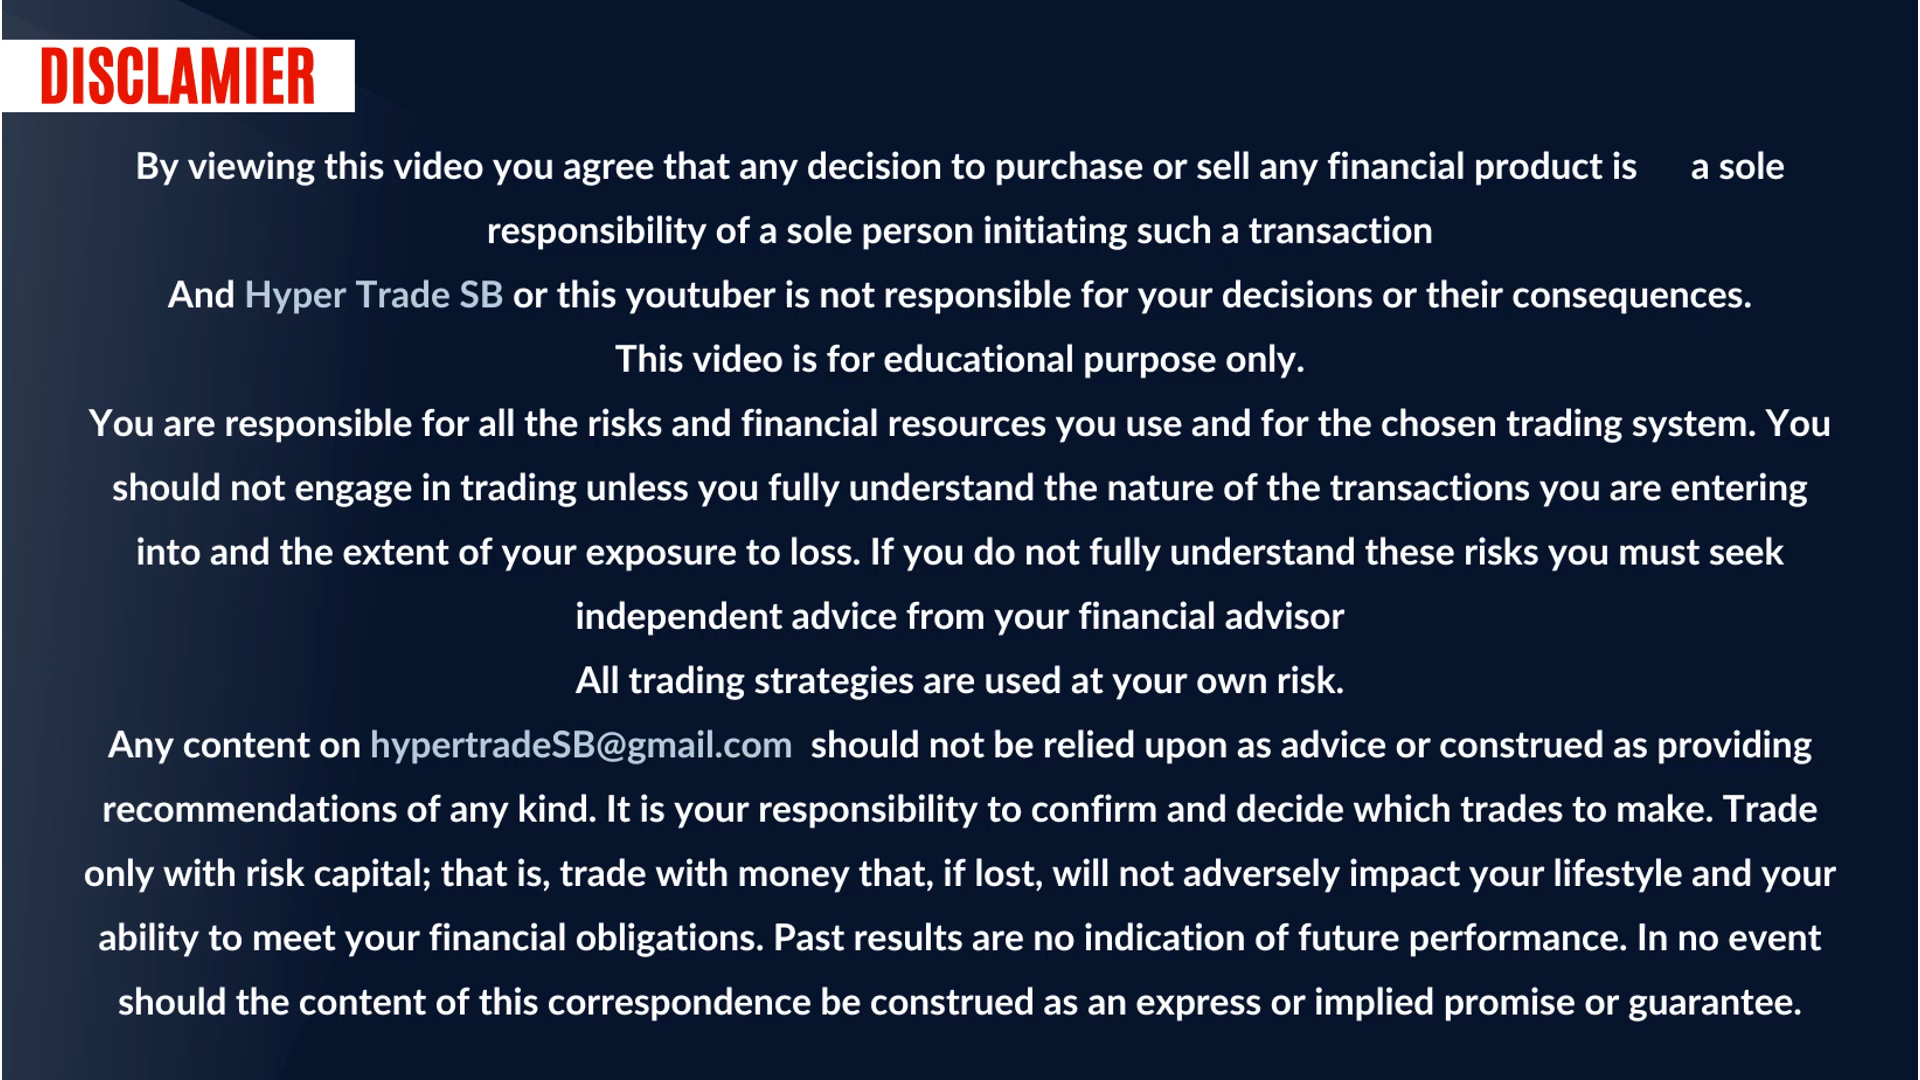 DISCLAMIER
By viewing this video you agree that any decision to purchase or sell any financial product is a sole
responsibility of a sole person initiating such a transaction
And Hyper Trade SB or this youtuber is not responsible for your decisions or their consequences.
This video is for educational purpose only.
You are responsible for all the risks and financial resources you use and for the chosen trading system. You
should not engage in trading unless you fully understand the nature of the transactions you are entering
into and the extent of your exposure to loss. If you do not fully understand these risks you must seek
independent advice from your financial advisor
All trading strategies are used at your own risk.
Any content on hypertradeSB@gmail.com should not be relied upon as advice or construed as providing
recommendations of any kind. It is your responsibility to confirm and decide which trades to make. Trade
only with risk capital; that is, trade with money that, if lost, will not adversely impact your lifestyle and your
ability to meet your financial obligations. Past results are no indication of future performance. In no event
should the content of this correspondence be construed as an express or implied promise or guarantee.